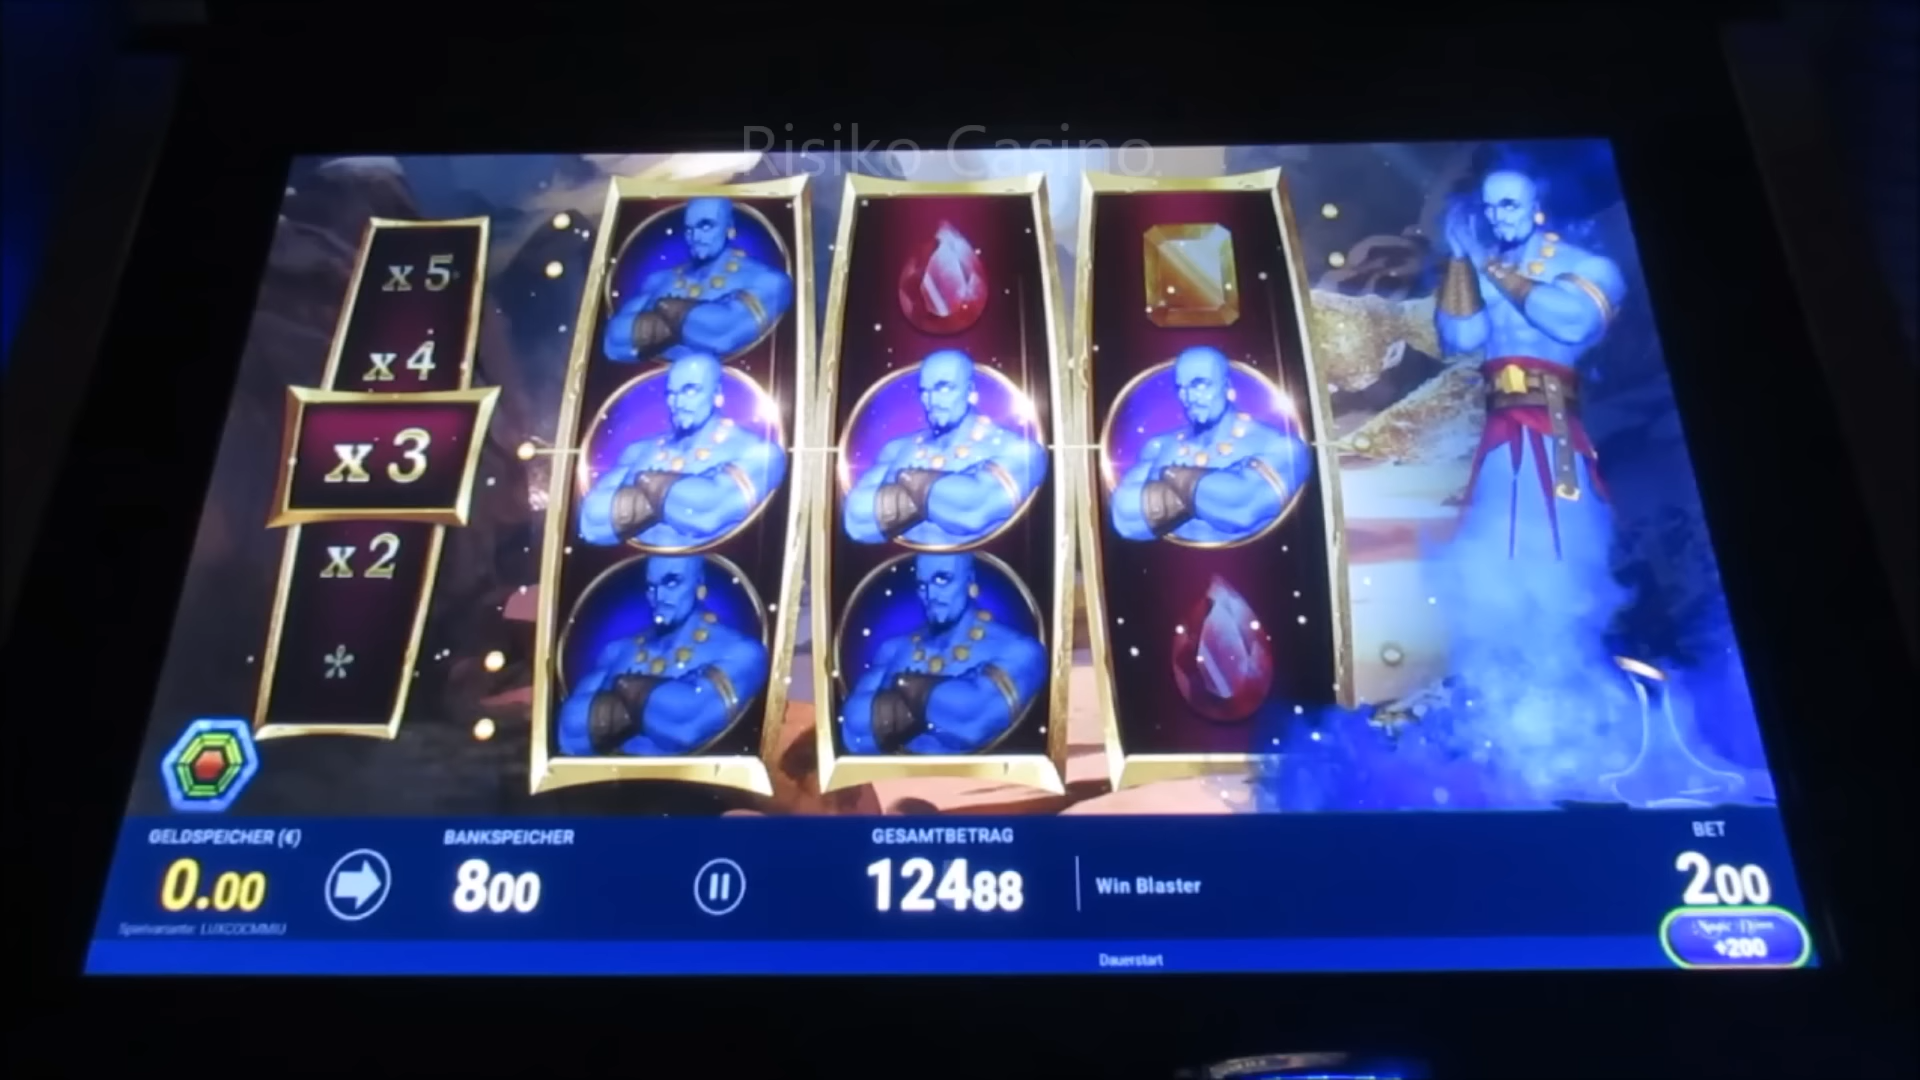 Risiko Casino
x 5
x 4
x 3
x 2
GELDSPEICHER (€)
BANKSPEICHER
GESAMTBETRAG
BET
0.00
800
12488
Win Blaster
200
Spielvariante:
+200
Dauerstart